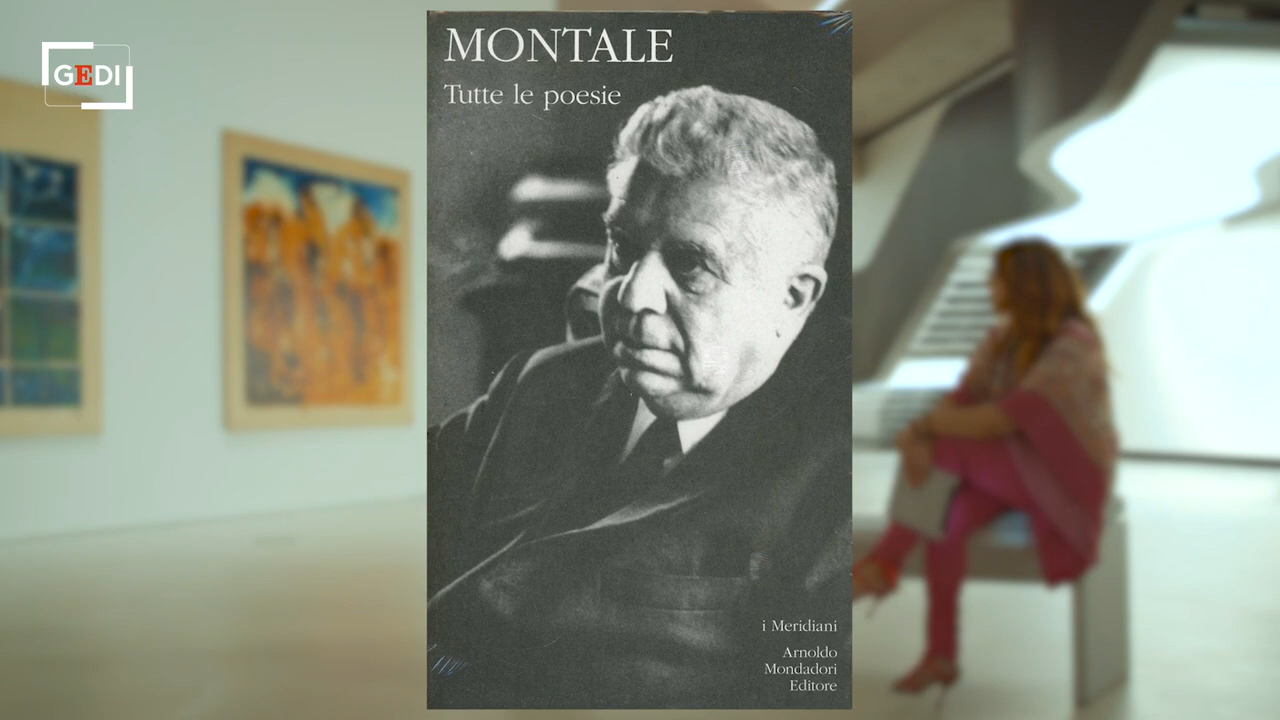 GEDI
MONTALE
Tutte le poesie
i Meridiani
Arnoldo
Mondadori
Editore